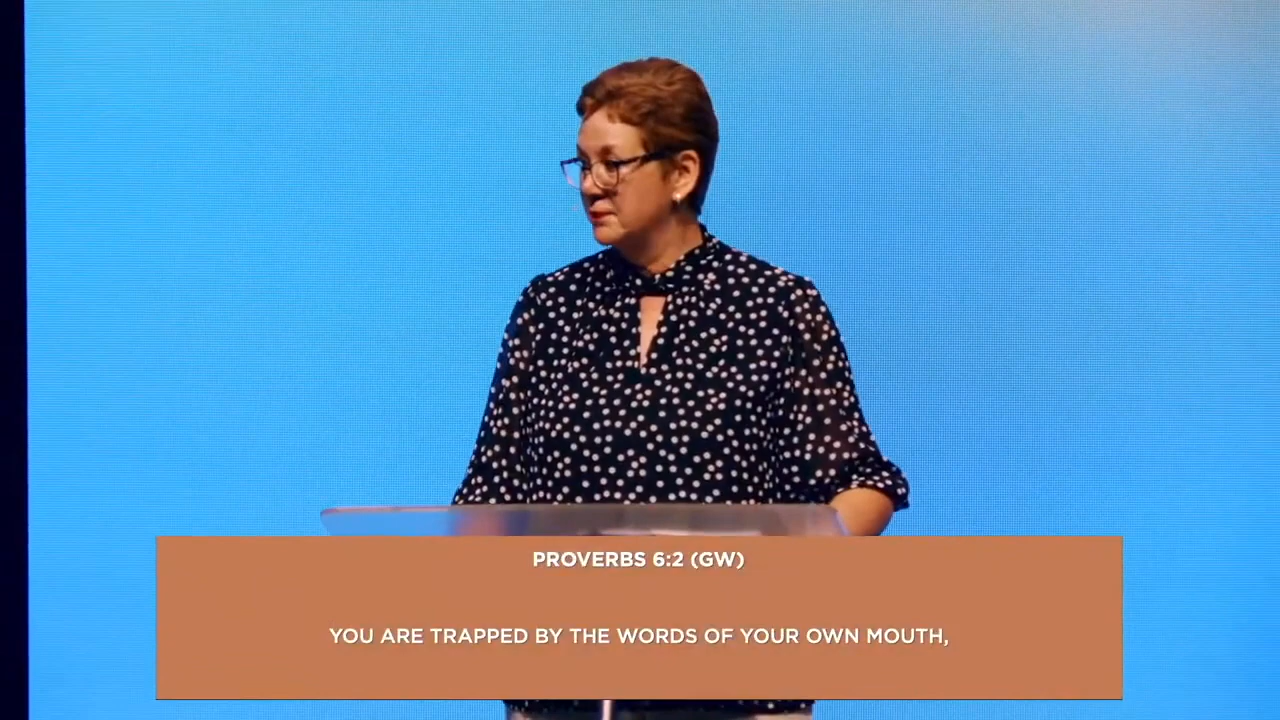 PROVERBS 6:2 (GW)
YOU ARE TRAPPED BY THE WORDS OF YOUR OWN MOUTH,